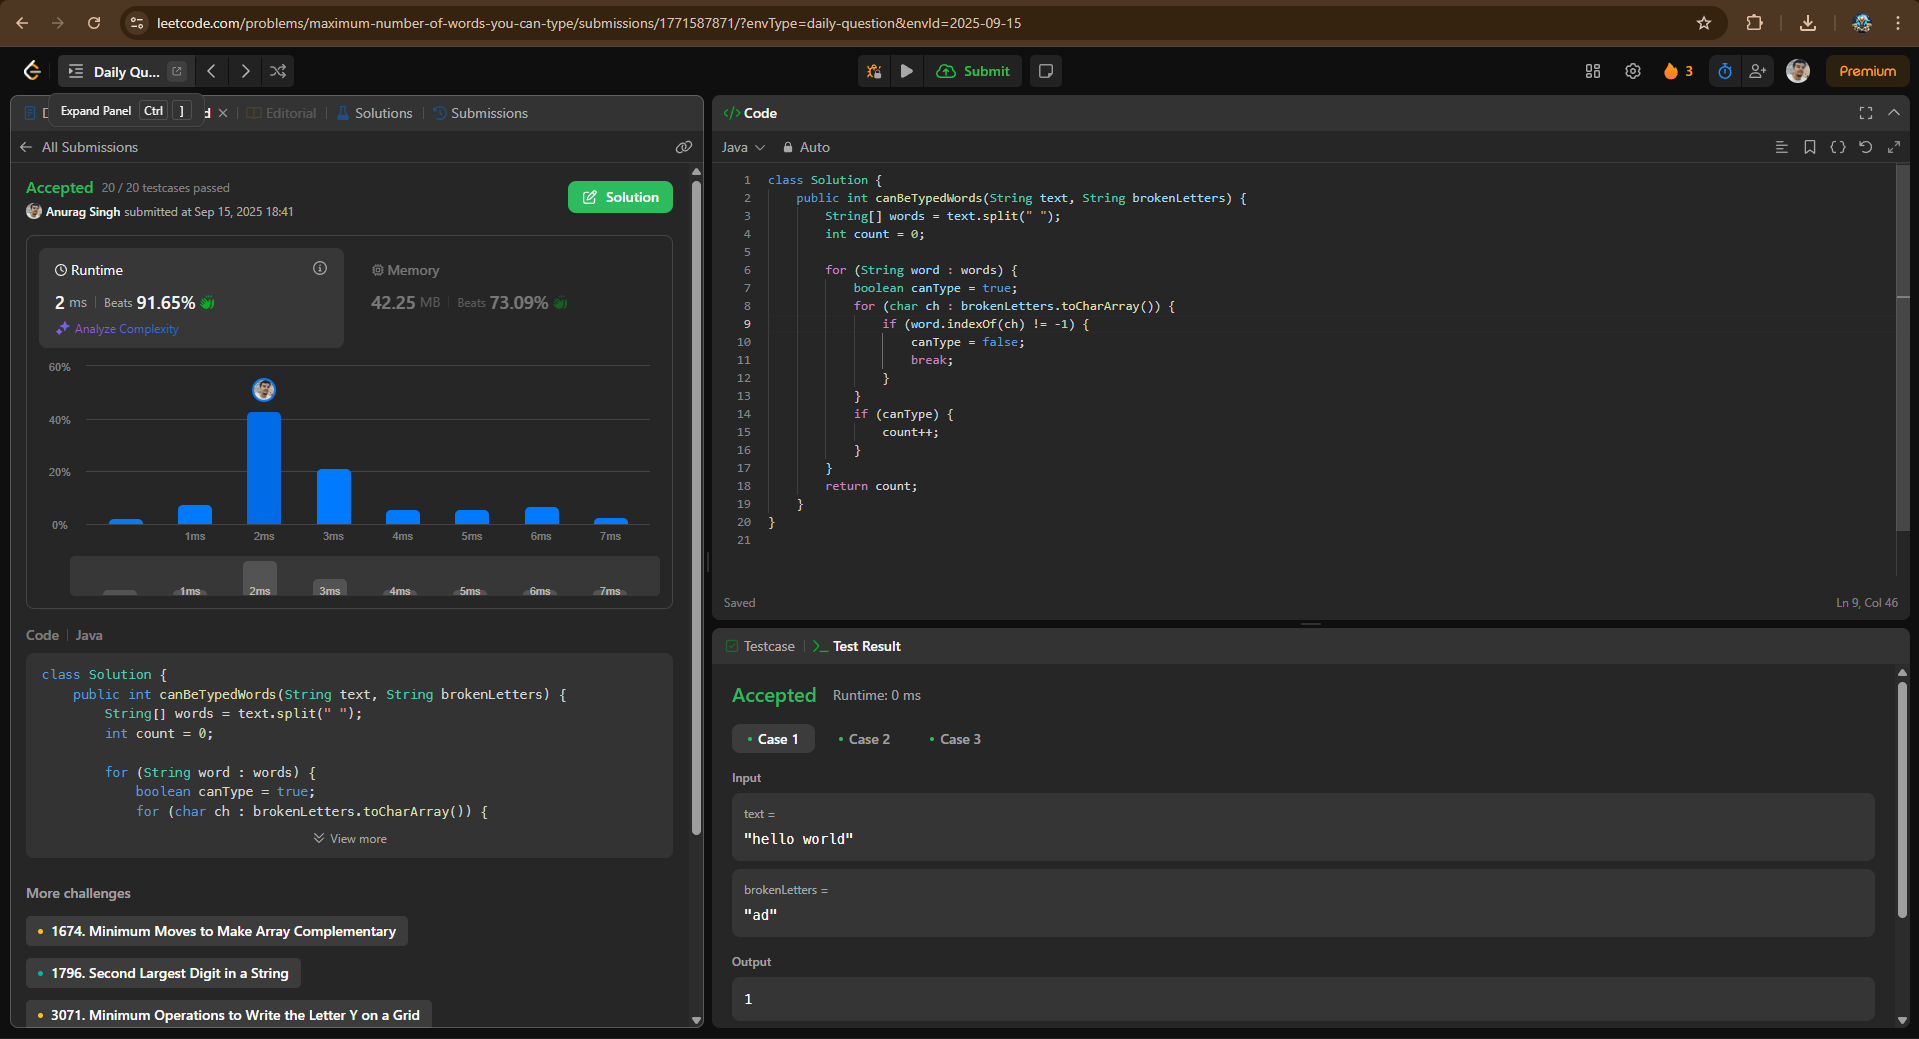 leetcode.com/problems/maximum-number-of-words-you-can-type/submissions/1771587871/?envType=daily-question&envId=2025-09-15
Daily Qu...
Submit
3
Premium
D
Expand Panel Ctrl ]
d
Editorial
Solutions
Submissions
All Submissions
Accepted 20 / 20 testcases passed
Anurag Singh submitted at Sep 15, 2025 18:41
Solution
Runtime
2 ms Beats 91.65%
Analyze Complexity
Memory
42.25 MB Beats 73.09%
60%
40%
20%
0%
1ms 2ms 3ms 4ms 5ms 6ms 7ms
1ms 2ms 3ms 4ms 5ms 6ms 7ms
Code Java
class Solution {
    public int canBeTypedWords(String text, String brokenLetters) {
        String[] words = text.split(" ");
        int count = 0;
        for (String word : words) {
            boolean canType = true;
            for (char ch : brokenLetters.toCharArray()) {
View more
More challenges
1674. Minimum Moves to Make Array Complementary
1796. Second Largest Digit in a String
3071. Minimum Operations to Write the Letter Y on a Grid
</> Code
Java Auto
1 class Solution {
2     public int canBeTypedWords(String text, String brokenLetters) {
3         String[] words = text.split(" ");
4         int count = 0;
5
6         for (String word : words) {
7             boolean canType = true;
8             for (char ch : brokenLetters.toCharArray()) {
9                 if (word.indexOf(ch) != -1) {
10                     canType = false;
11                     break;
12                 }
13             }
14             if (canType) {
15                 count++;
16             }
17         }
18         return count;
19     }
20 }
21
Saved
Ln 9, Col 46
Testcase
Test Result
Accepted Runtime: 0 ms
Case 1
Case 2
Case 3
Input
text =
"hello world"
brokenLetters =
"ad"
Output
1